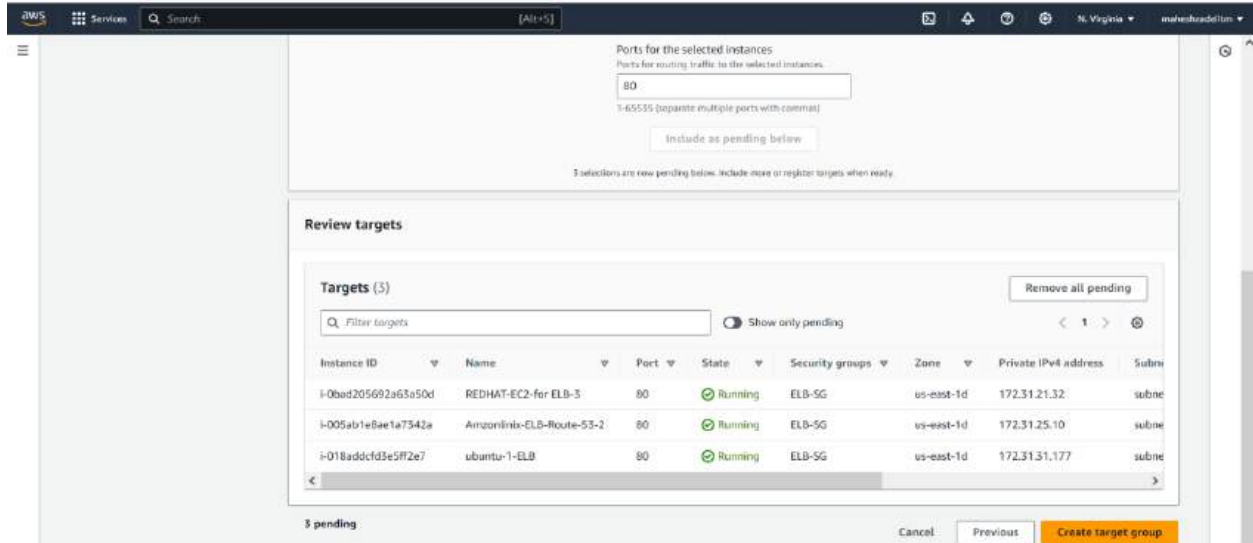 aws Services Search [Alt+S] N. Virginia maheshzadeibm
Ports for the selected instances
Ports for routing traffic to the selected instances.
80
1-65535 (separate multiple ports with commas)
Include as pending below
3 selections are now pending below. Include more or register targets when ready.
Review targets
Targets (3) Remove all pending
Filter targets Show only pending 1
Instance ID Name Port State Security groups Zone Private IPv4 address Subne
i-0bad205692a63a50d REDHAT-EC2-for ELB-3 80 Running ELB-SG us-east-1d 172.31.21.32 subne
i-005ab1e8ae1a7342a Amzonlinix-ELB-Route-53-2 80 Running ELB-SG us-east-1d 172.31.25.10 subne
i-018addcfd3e5ff2e7 ubuntu-1-ELB 80 Running ELB-SG us-east-1d 172.31.31.177 subne
3 pending Cancel Previous Create target group